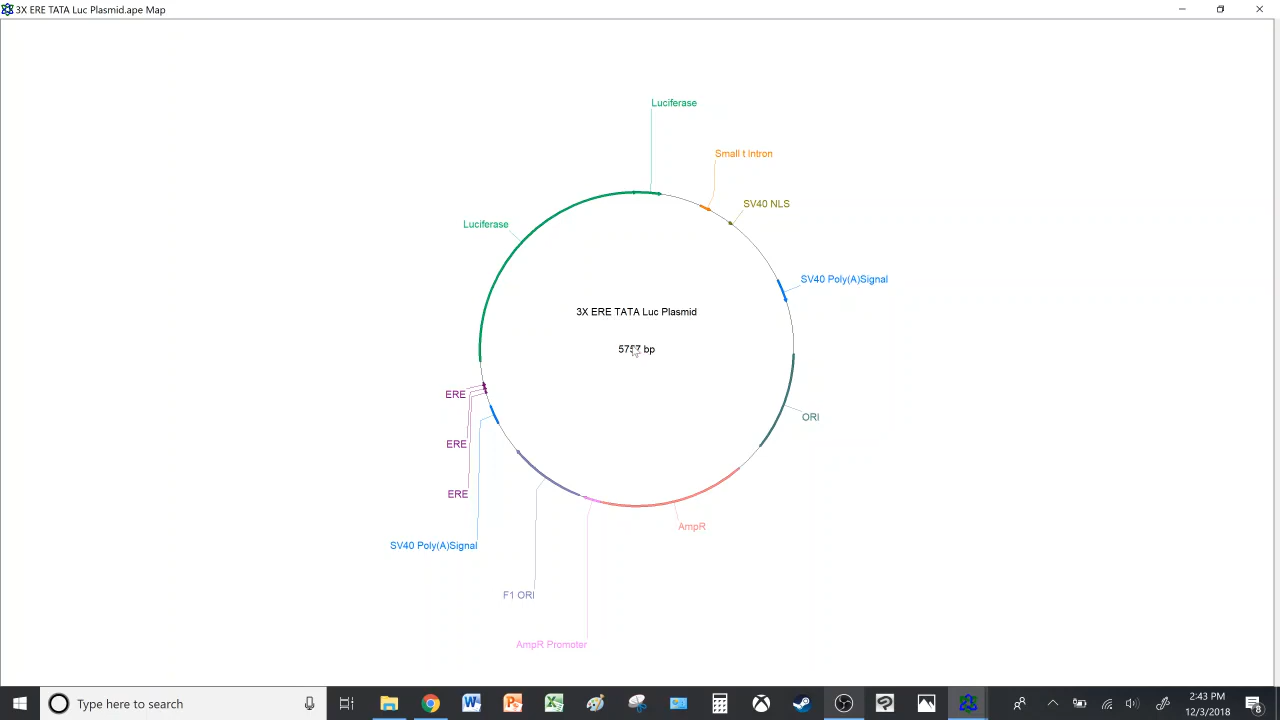 3X ERE TATA Luc Plasmid.ape Map
Luciferase
Small t Intron
SV40 NLS
Luciferase
SV40 Poly(A)Signal
3X ERE TATA Luc Plasmid
bp
ERE
ORI
ERE
ERE
AmpR
SV40 Poly(A)Signal
F1 ORI
AmpR Promoter
Type here to search
2:43 PM
12/3/2018